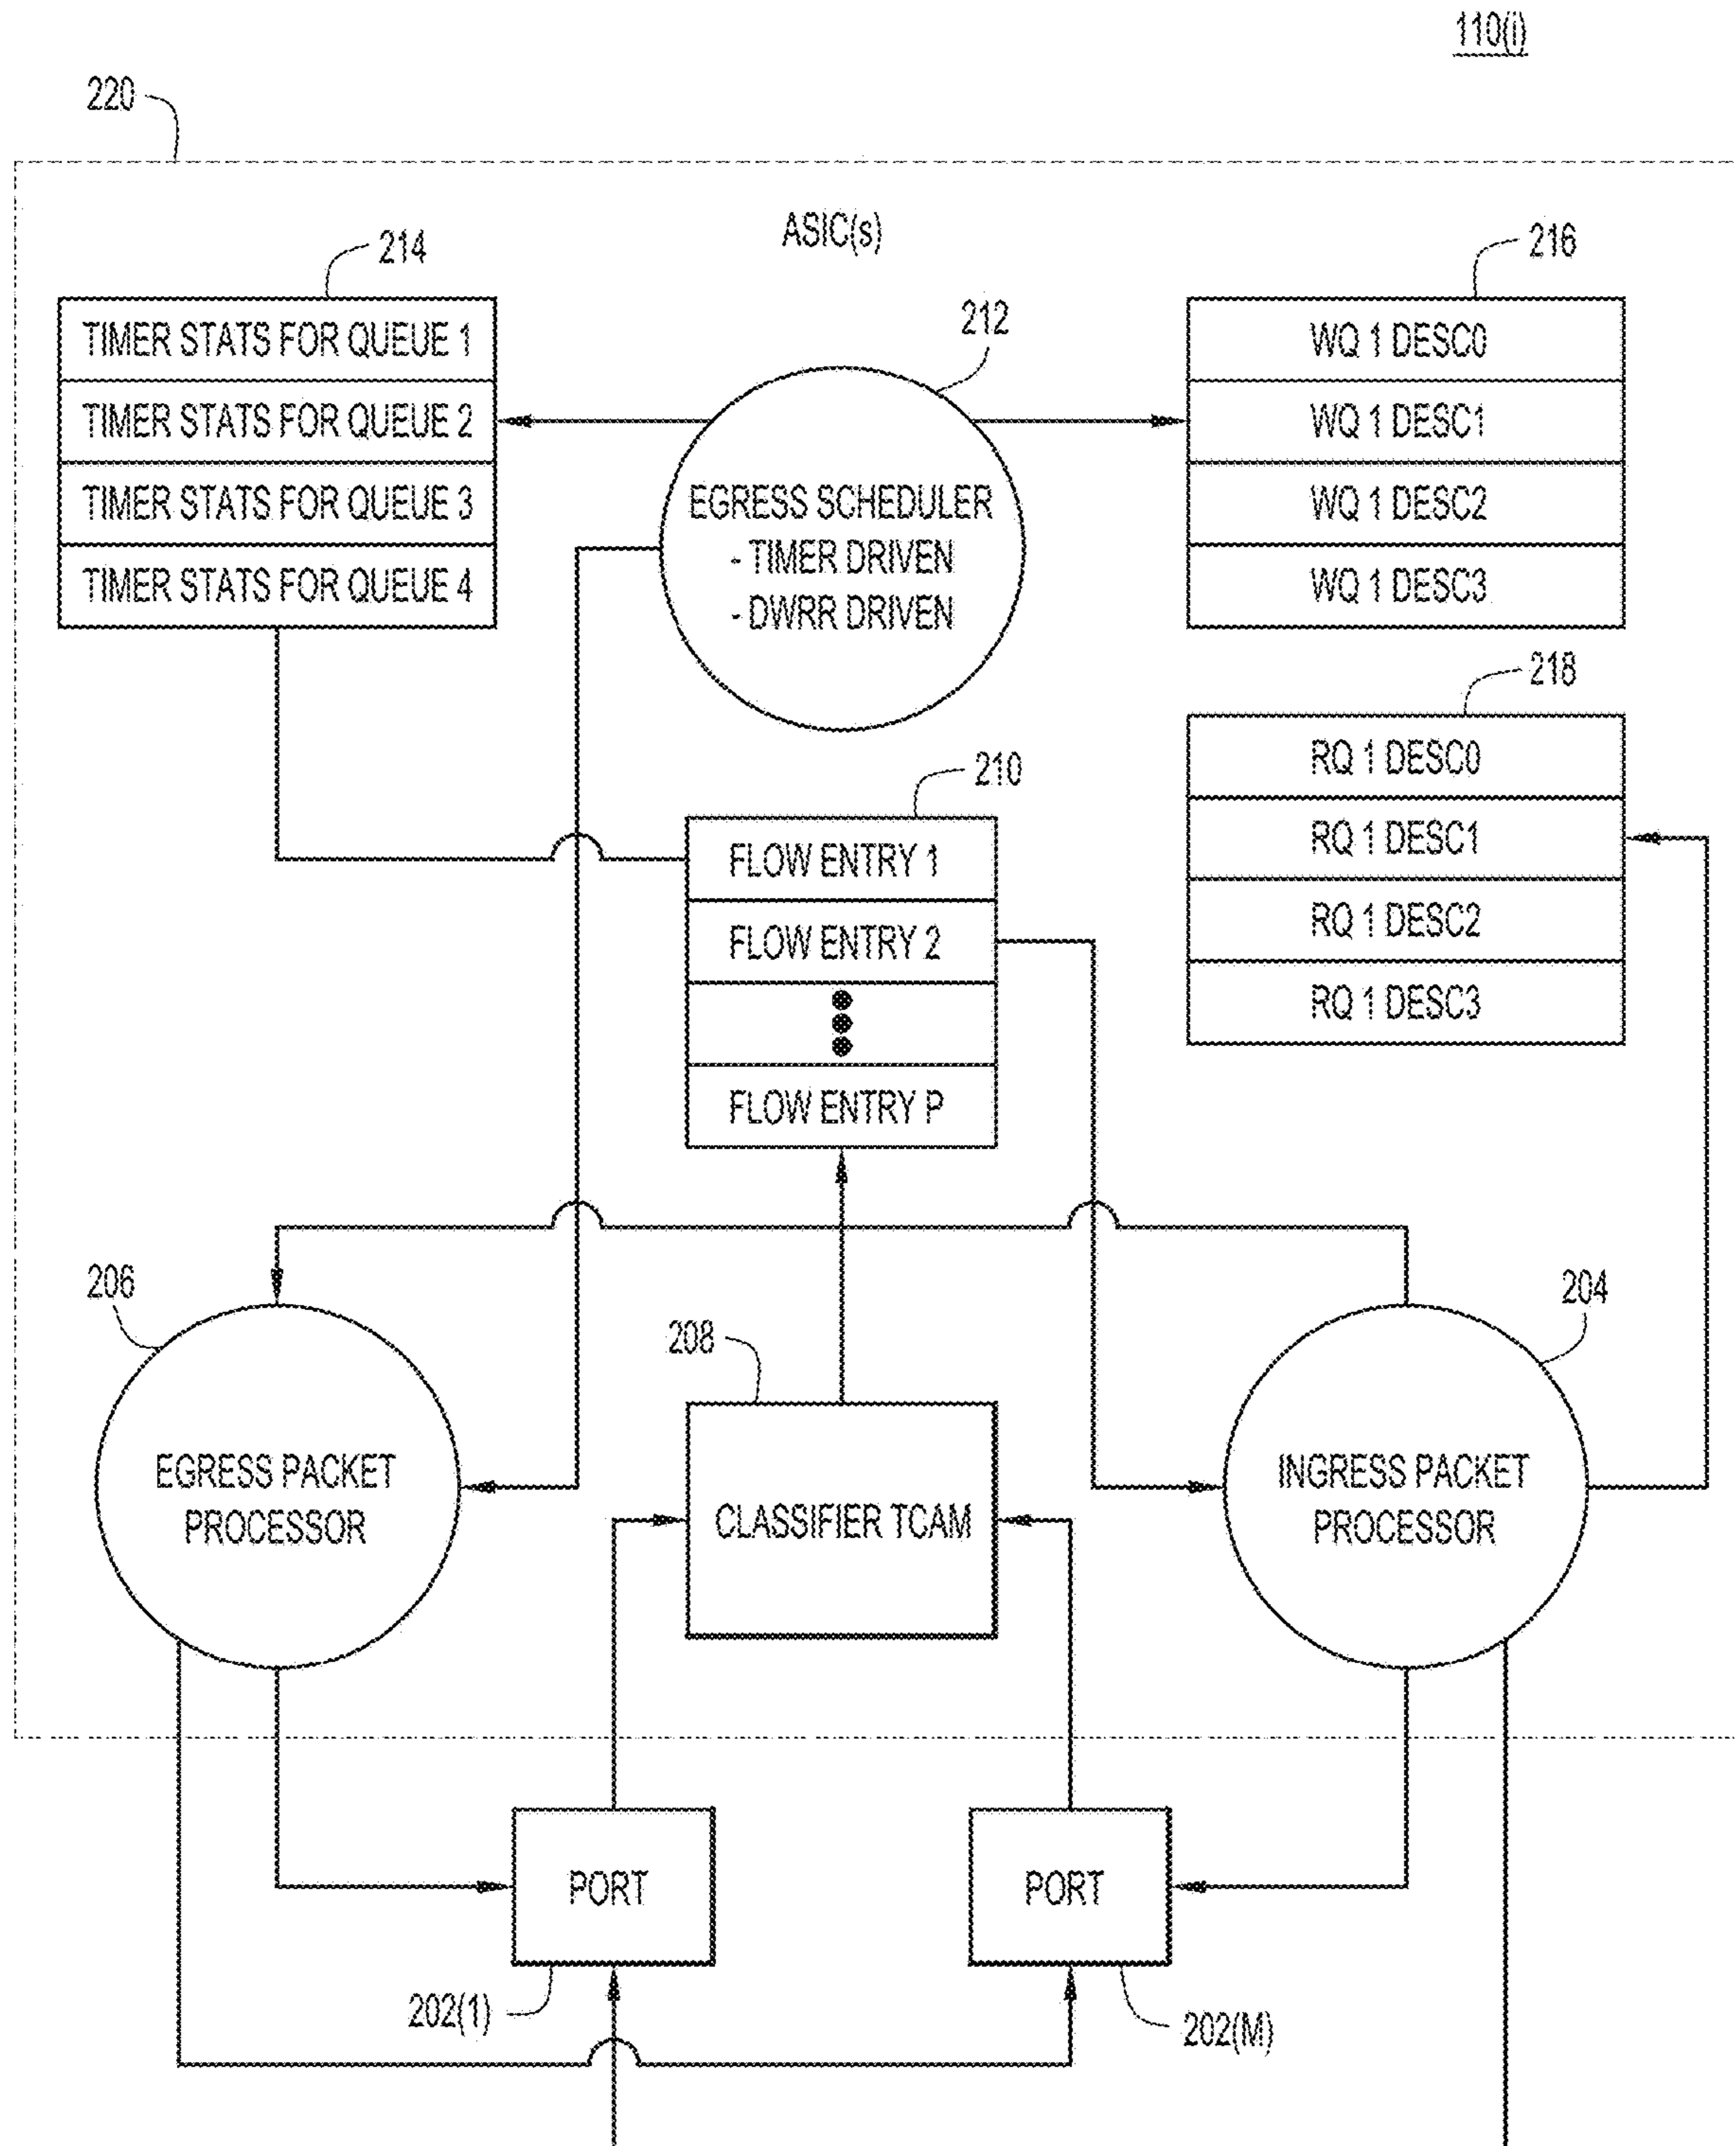 110(i)
220
ASIC(s)
214
TIMER STATS FOR QUEUE 1
TIMER STATS FOR QUEUE 2
TIMER STATS FOR QUEUE 3
TIMER STATS FOR QUEUE 4
212
EGRESS SCHEDULER
- TIMER DRIVEN
- DWRR DRIVEN
216
WQ 1 DESC0
WQ 1 DESC1
WQ 1 DESC2
WQ 1 DESC3
218
RQ 1 DESC0
RQ 1 DESC1
RQ 1 DESC2
RQ 1 DESC3
210
FLOW ENTRY 1
FLOW ENTRY 2
FLOW ENTRY P
206
EGRESS PACKET
PROCESSOR
208
CLASSIFIER TCAM
204
INGRESS PACKET
PROCESSOR
PORT
202(1)
PORT
202(M)